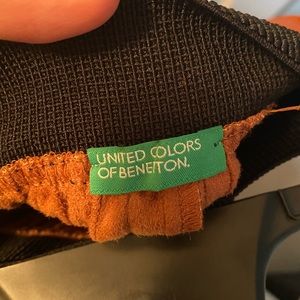 UNITED COLORS
OF BENETTON.